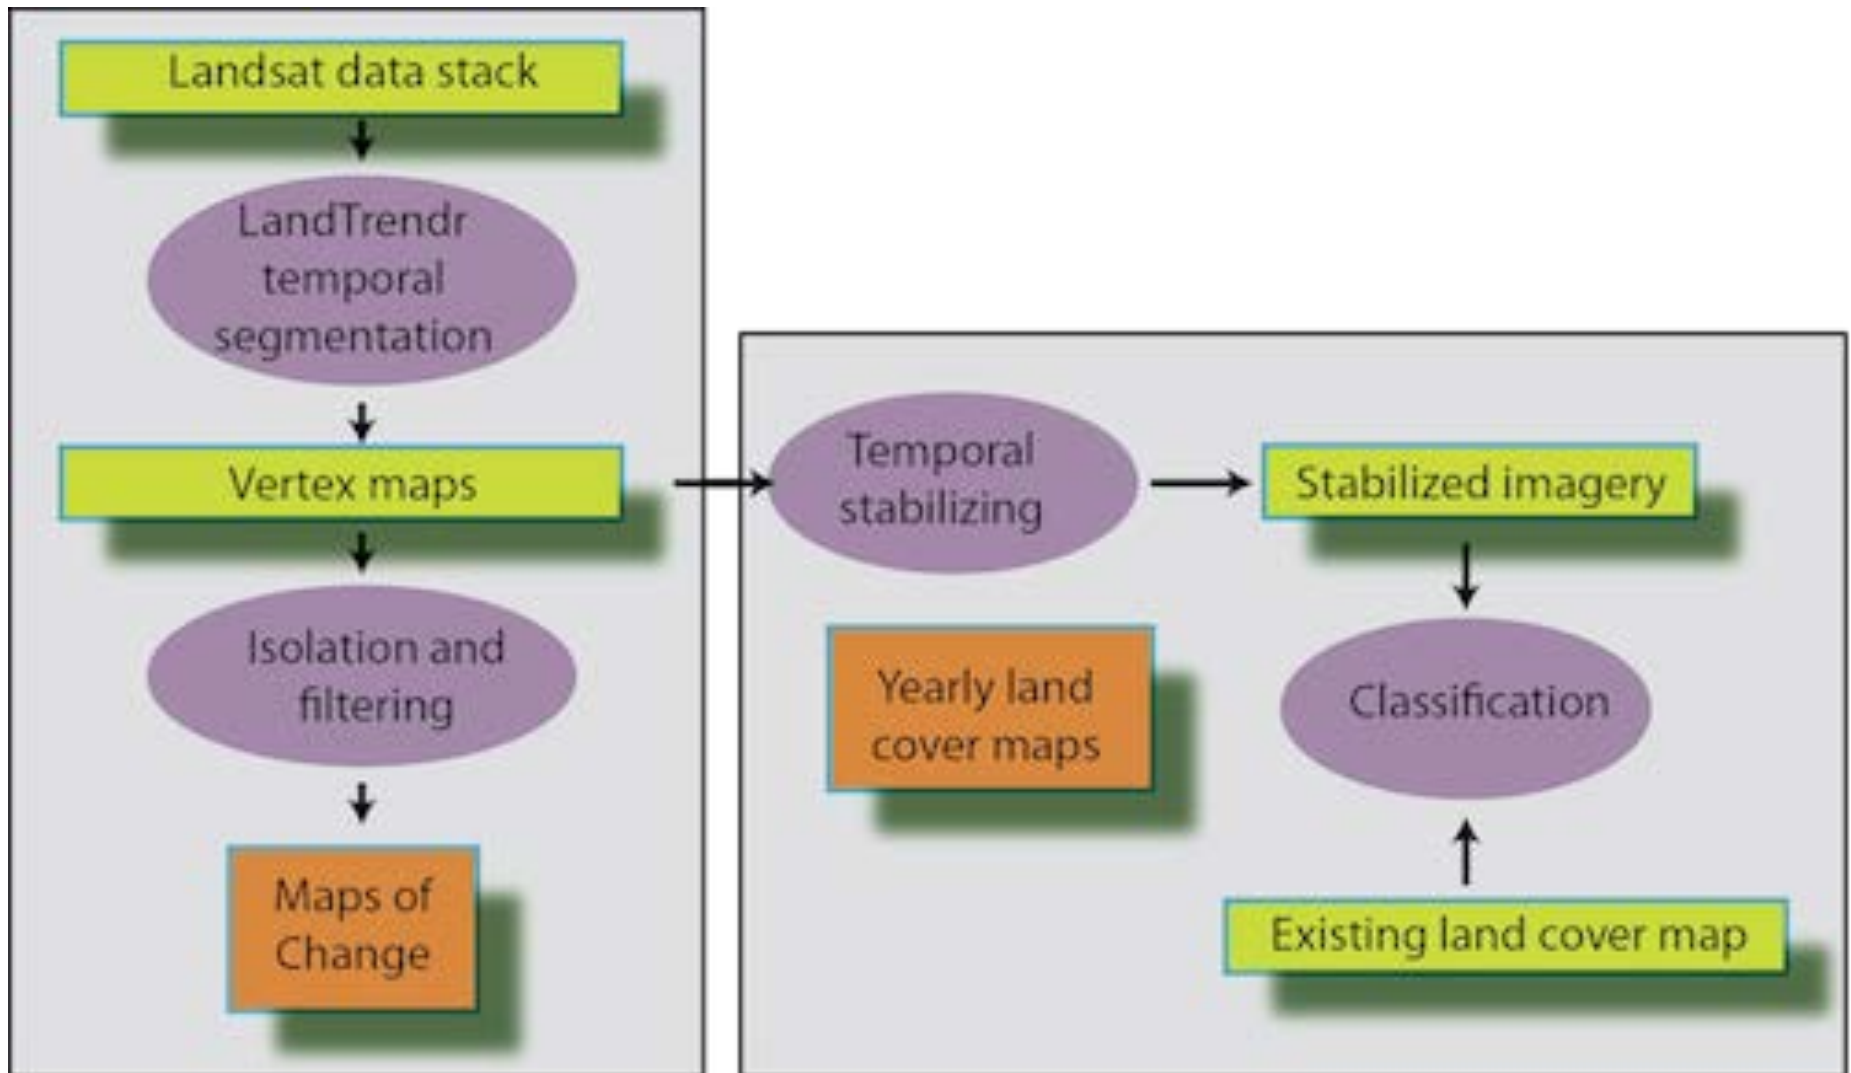 Landsat data stack
LandTrendr
temporal
segmentation
Vertex maps
Isolation and
filtering
Maps of
Change
Temporal
stabilizing
Stabilized imagery
Yearly land
cover maps
Classification
Existing land cover map